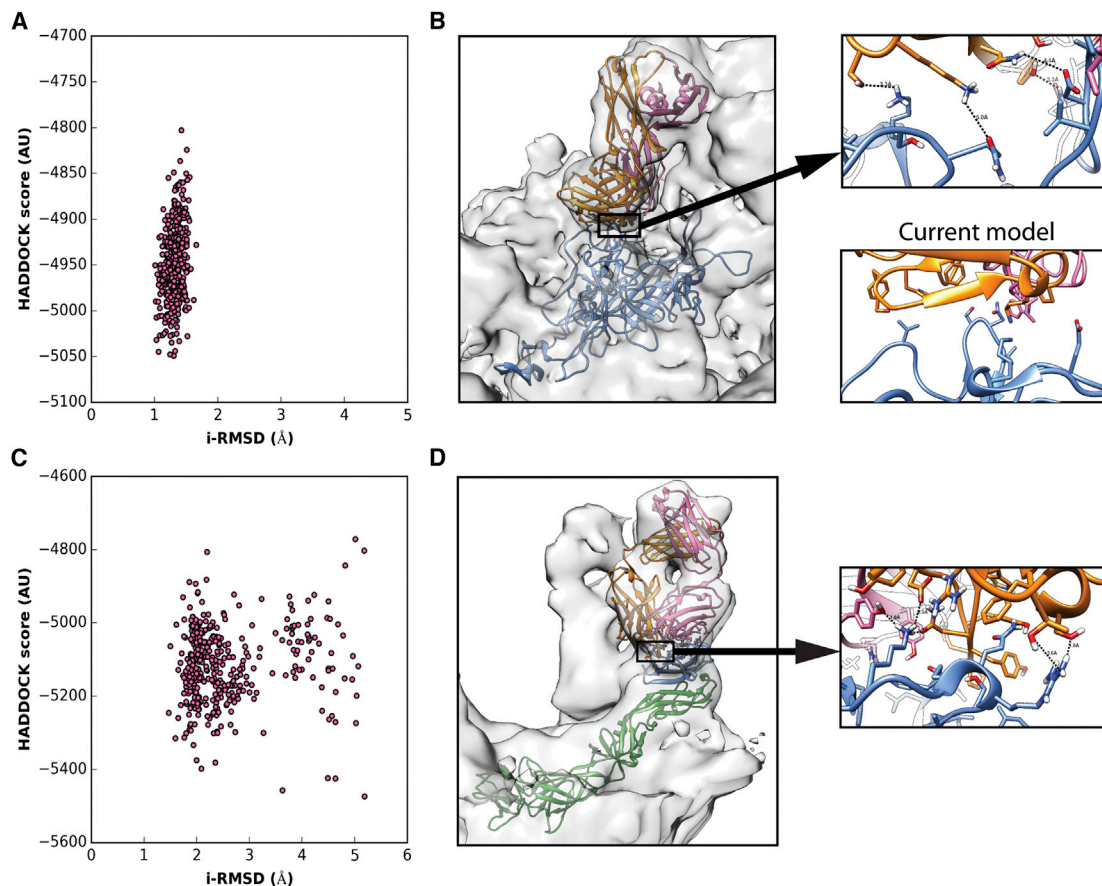 A
HADDOCK score (AU)
−4700
−4750
−4800
−4850
−4900
−4950
−5000
−5050
−5100
0 1 2 3 4 5
i-RMSD (Å)
B
Current model
C
HADDOCK score (AU)
−4600
−4800
−5000
−5200
−5400
−5600
0 1 2 3 4 5 6
i-RMSD (Å)
D